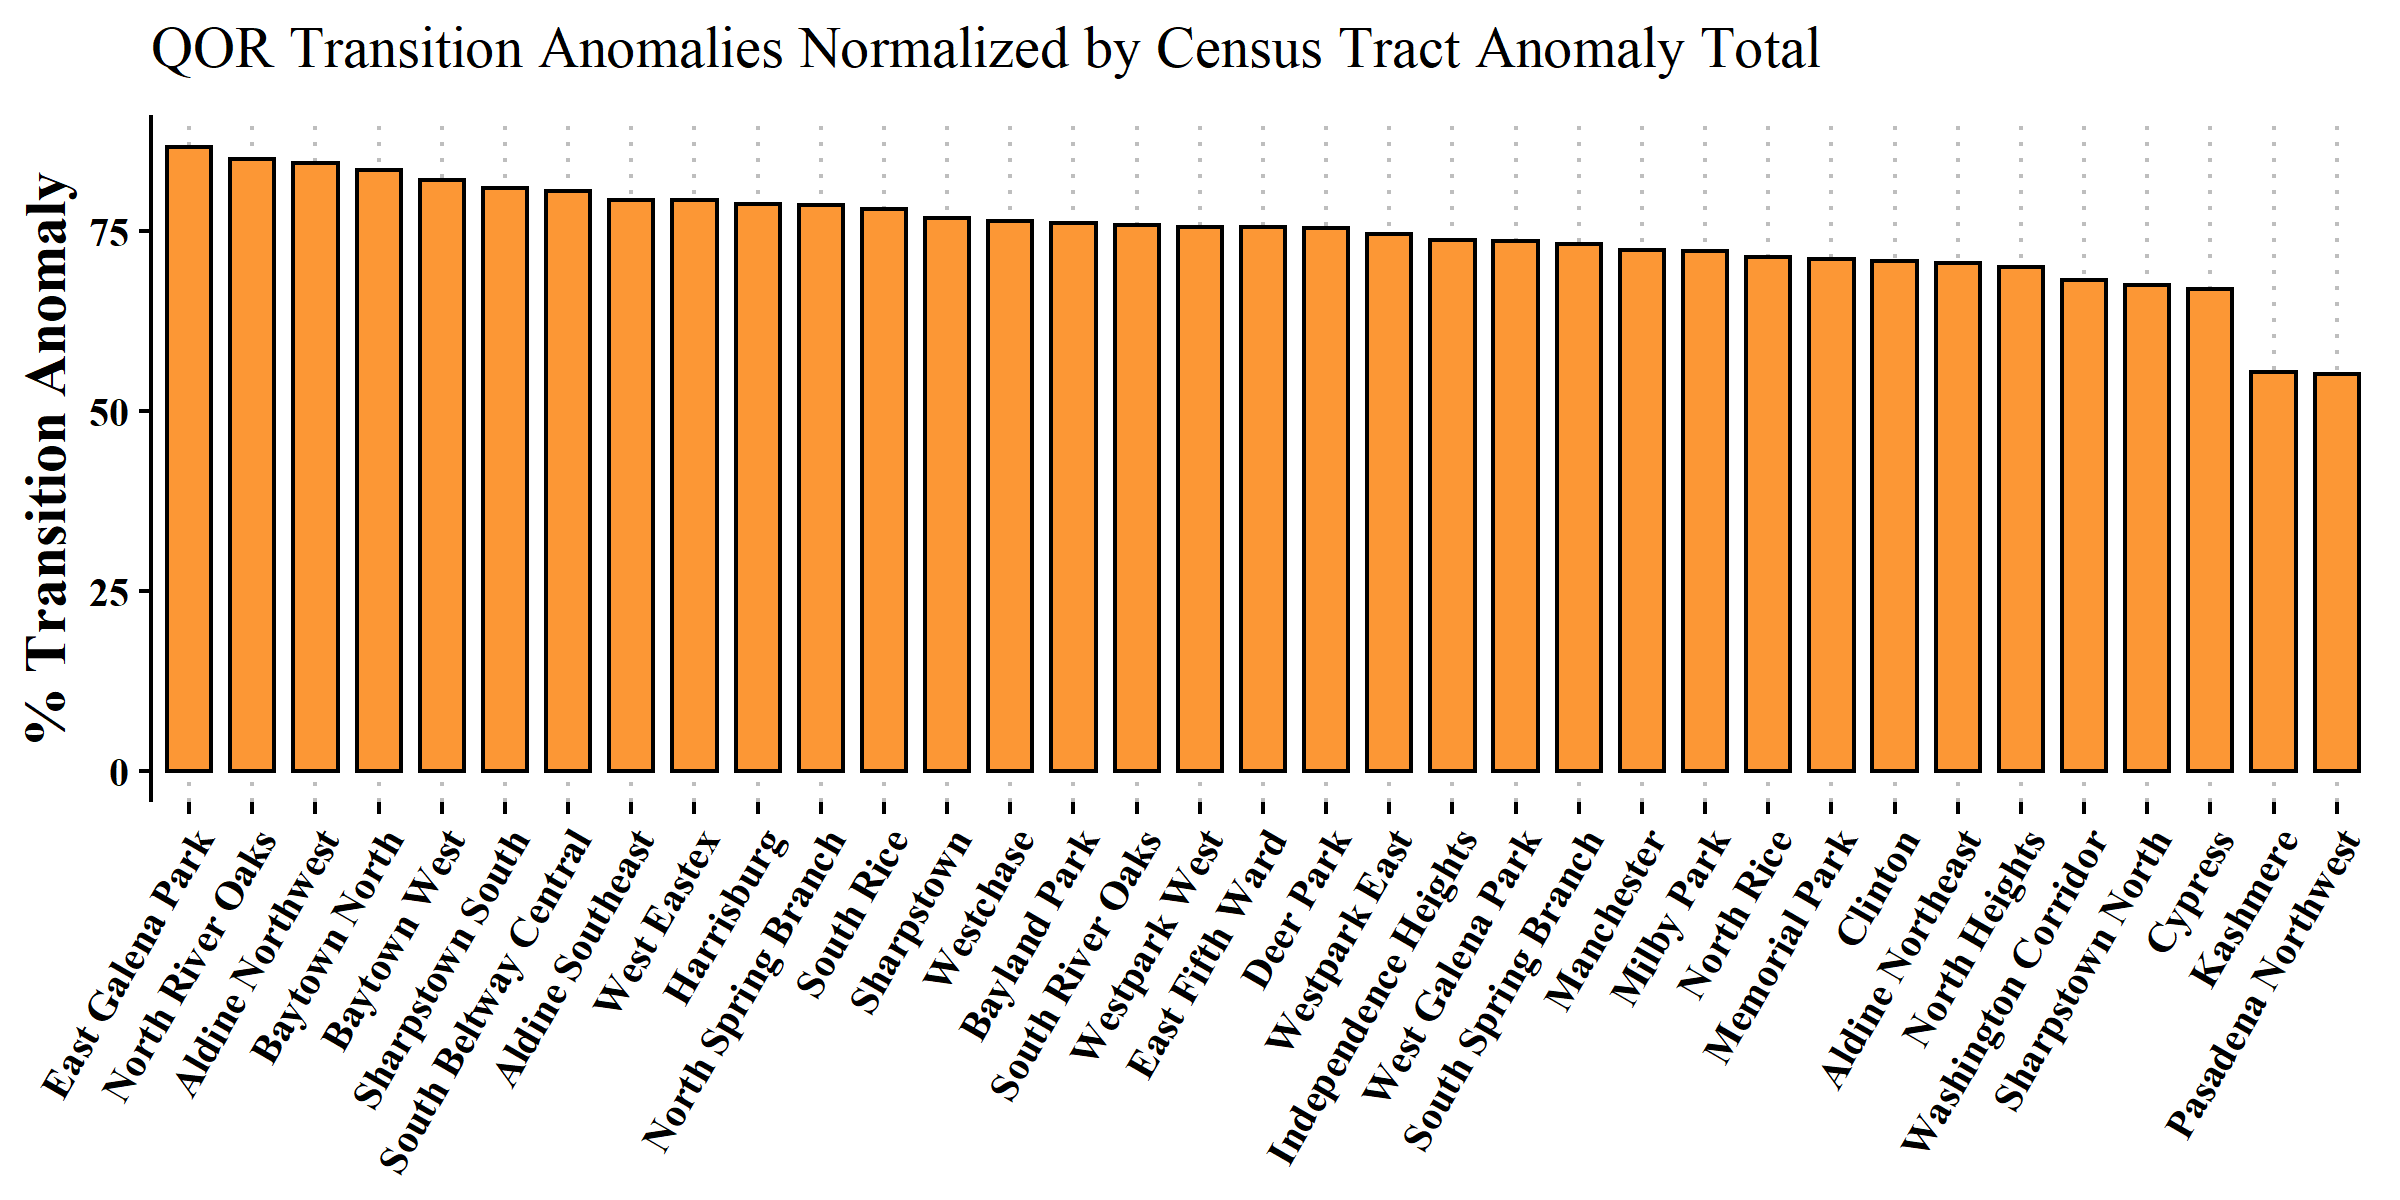 QOR Transition Anomalies Normalized by Census Tract Anomaly Total
% Transition Anomaly
75
50
25
0
East Galena Park
North River Oaks
Aldine Northwest
Baytown North
Baytown West
Sharpstown South
South Beltway Central
Aldine Southeast
West Eastex
Harrisburg
North Spring Branch
South Rice
Sharpstown
Westchase
Bayland Park
South River Oaks
Westpark West
East Fifth Ward
Deer Park
Westpark East
Independence Heights
West Galena Park
South Spring Branch
Manchester
Milby Park
North Rice
Memorial Park
Clinton
Aldine Northeast
North Heights
Washington Corridor
Sharpstown North
Cypress
Kashmere
Pasadena Northwest